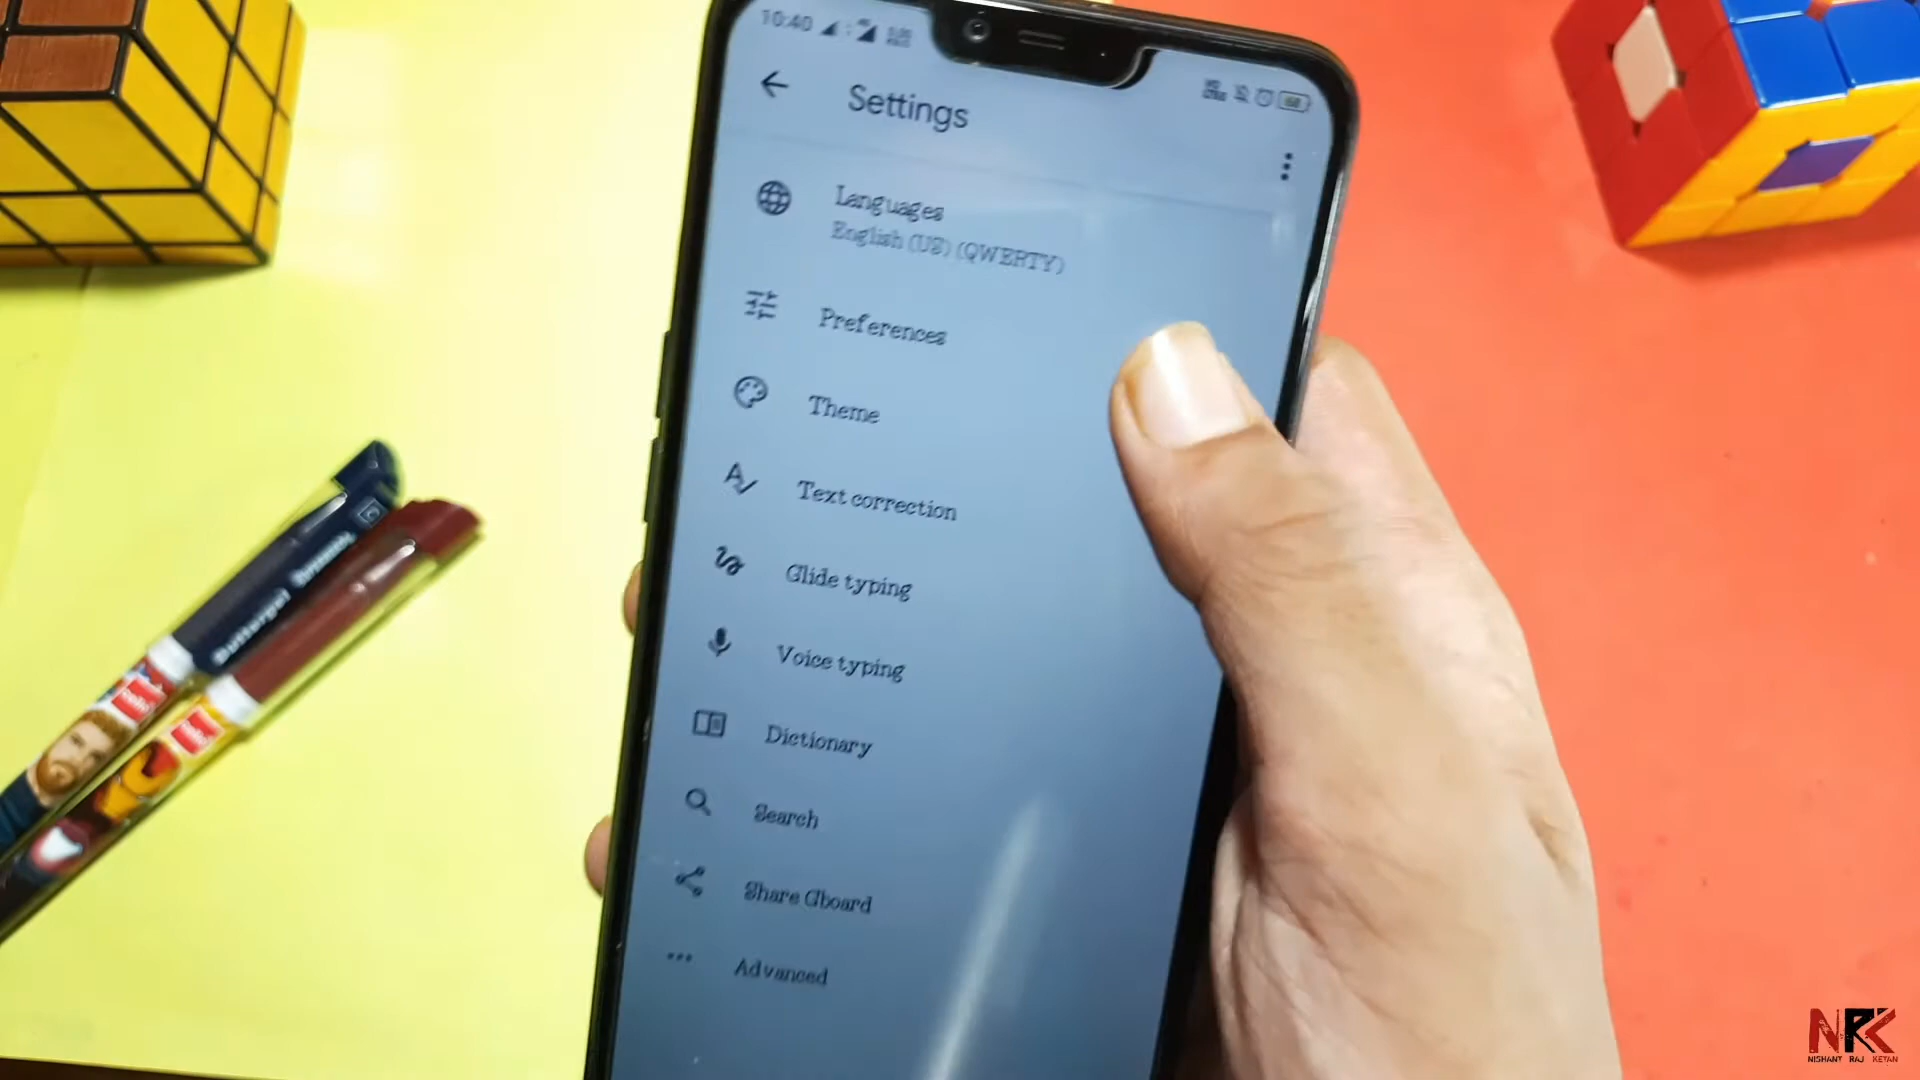 10:40
Settings
Languages
English (US) (QWERTY)
Preferences
Theme
Text correction
Glide typing
Voice typing
Dictionary
Search
Share Gboard
Advanced
Buttergel
NRK
NISHANT RAJ KETAN